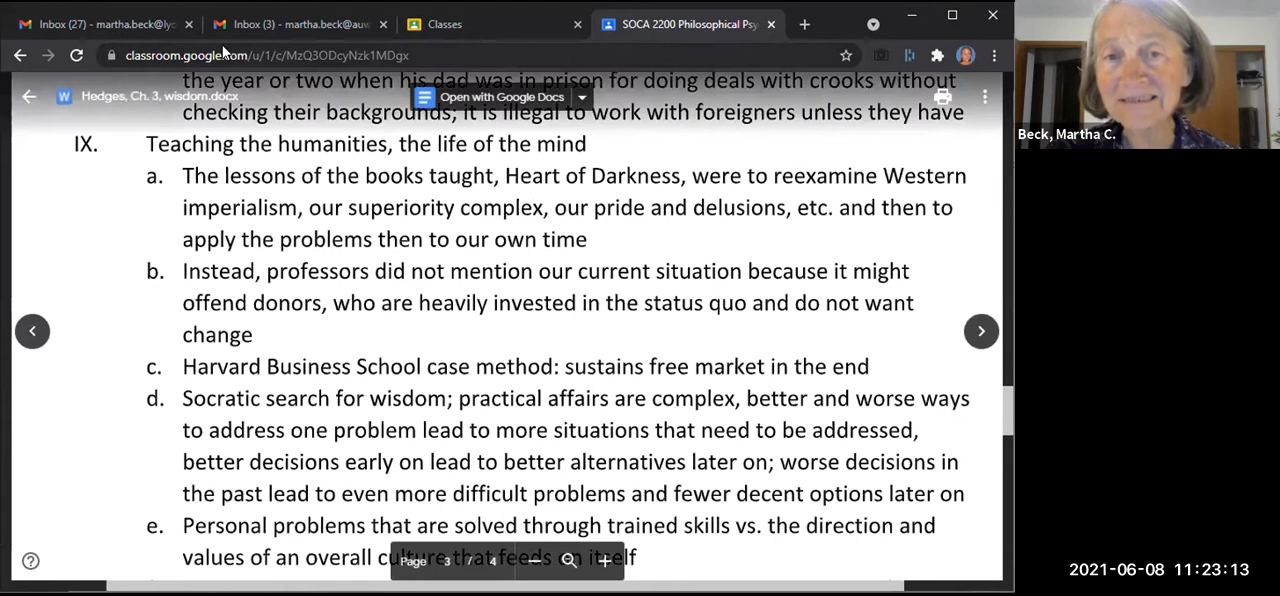 Inbox (27) - martha.beck@lyo
Inbox (3) - martha.beck@auw
Classes
SOCA 2200 Philosophical Psy
classroom.google.com/u/1/c/MzQ3ODcyNzk1MDgx
the year or two when his dad was in prison for doing deals with crooks without
Hedges, Ch. 3, wisdom.docx
Open with Google Docs
checking their backgrounds; it is illegal to work with foreigners unless they have
IX. Teaching the humanities, the life of the mind
a. The lessons of the books taught, Heart of Darkness, were to reexamine Western
imperialism, our superiority complex, our pride and delusions, etc. and then to
apply the problems then to our own time
b. Instead, professors did not mention our current situation because it might
offend donors, who are heavily invested in the status quo and do not want
change
c. Harvard Business School case method: sustains free market in the end
d. Socratic search for wisdom; practical affairs are complex, better and worse ways
to address one problem lead to more situations that need to be addressed,
better decisions early on lead to better alternatives later on; worse decisions in
the past lead to even more difficult problems and fewer decent options later on
e. Personal problems that are solved through trained skills vs. the direction and
values of an overall culture that feeds on itself
Page 3 / 4
Beck, Martha C.
2021-06-08 11:23:13